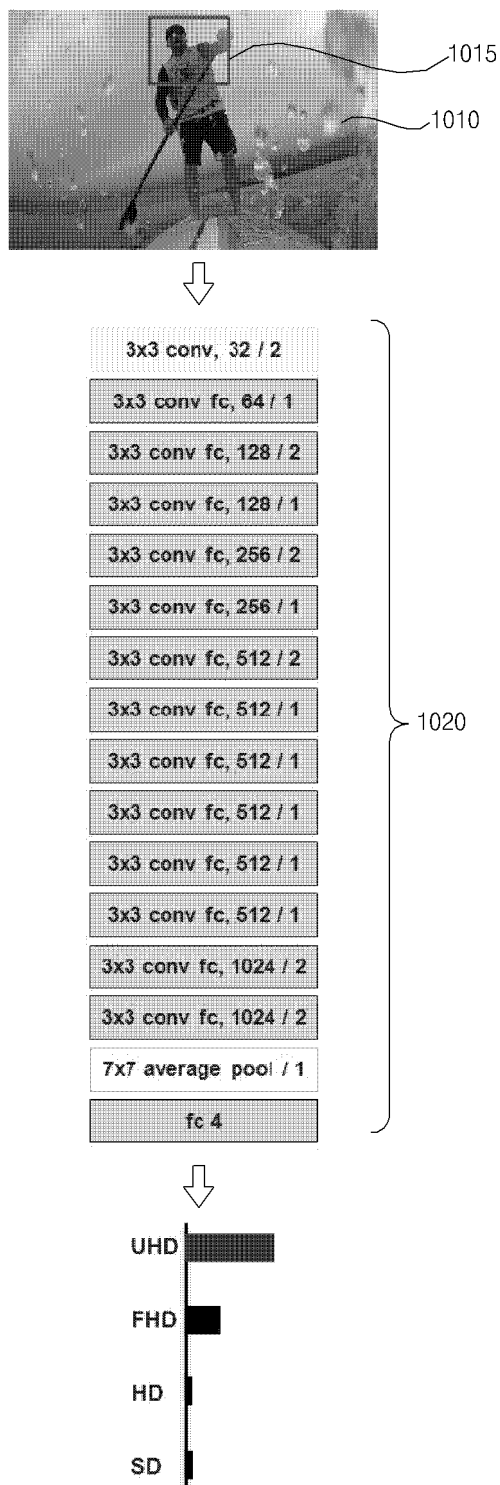 1015
1010
3x3 conv, 32 / 2
3x3 conv fc, 64 / 1
3x3 conv fc, 128 / 2
3x3 conv fc, 128 / 1
3x3 conv fc, 256 / 2
3x3 conv fc, 256 / 1
3x3 conv fc, 512 / 2
3x3 conv fc, 512 / 1
3x3 conv fc, 512 / 1
3x3 conv fc, 512 / 1
3x3 conv fc, 512 / 1
3x3 conv fc, 512 / 1
3x3 conv fc, 1024 / 2
3x3 conv fc, 1024 / 2
7x7 average pool / 1
fc 4
1020
UHD
FHD
HD
SD